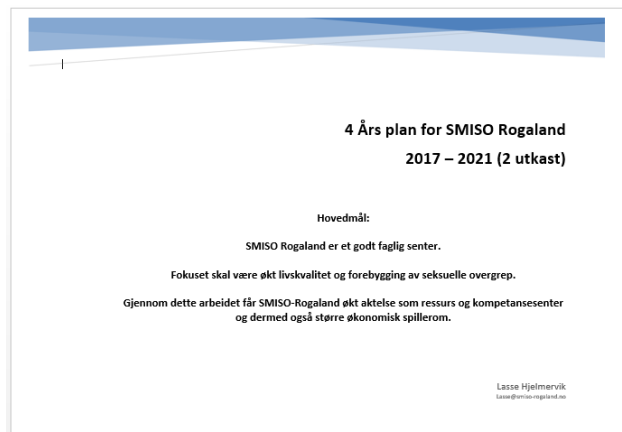 4 Års plan for SMISO Rogaland
2017 – 2021 (2 utkast)
Hovedmål:
SMISO Rogaland er et godt faglig senter.
Fokuset skal være økt livskvalitet og forebygging av seksuelle overgrep.
Gjennom dette arbeidet får SMISO-Rogaland økt aktelse som ressurs og kompetansesenter
og dermed også større økonomisk spillerom.
Lasse Hjelmervik
Lasse@smiso-rogaland.no